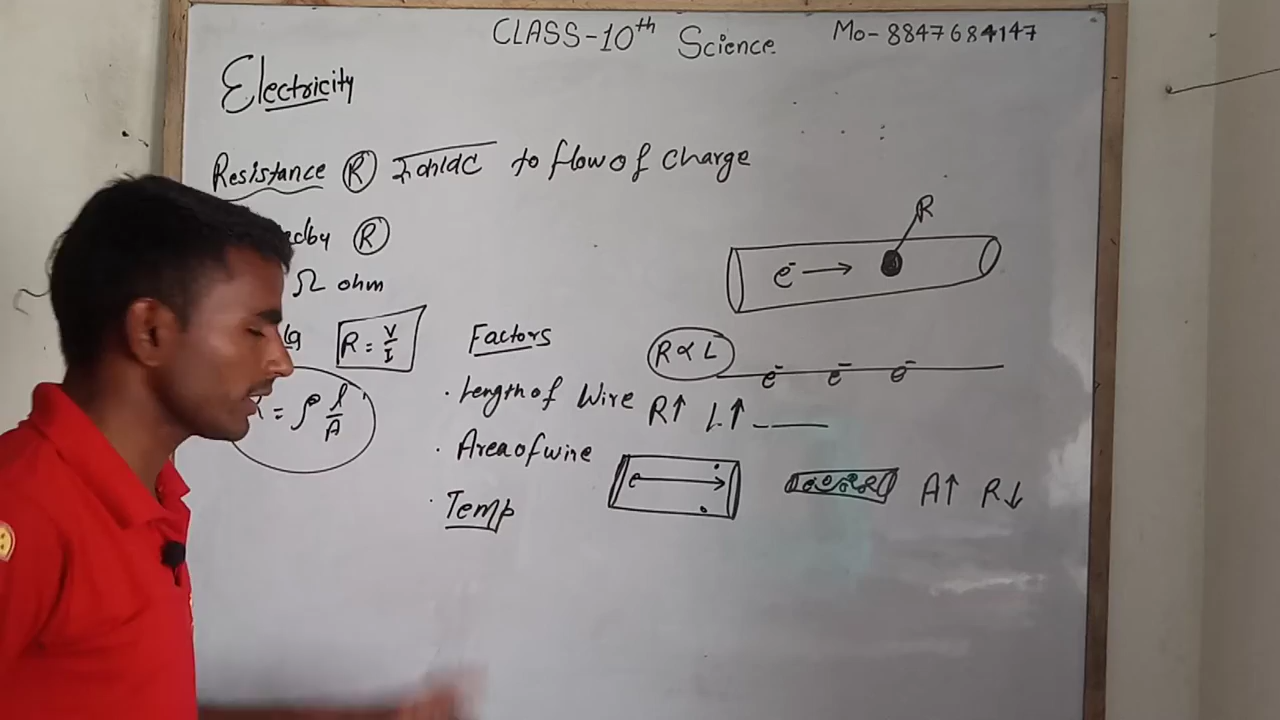 CLASS-10th Science Mo-8847684147
Electricity
Resistance R to flow of Charge
R
R
e- →
Ω ohm
R = V/I
Factors
R ∝ L
e- e- e-
= ρ l/A
· Length of Wire R↑ L↑
· Area of wire
e →
A↑ R↓
· Temp